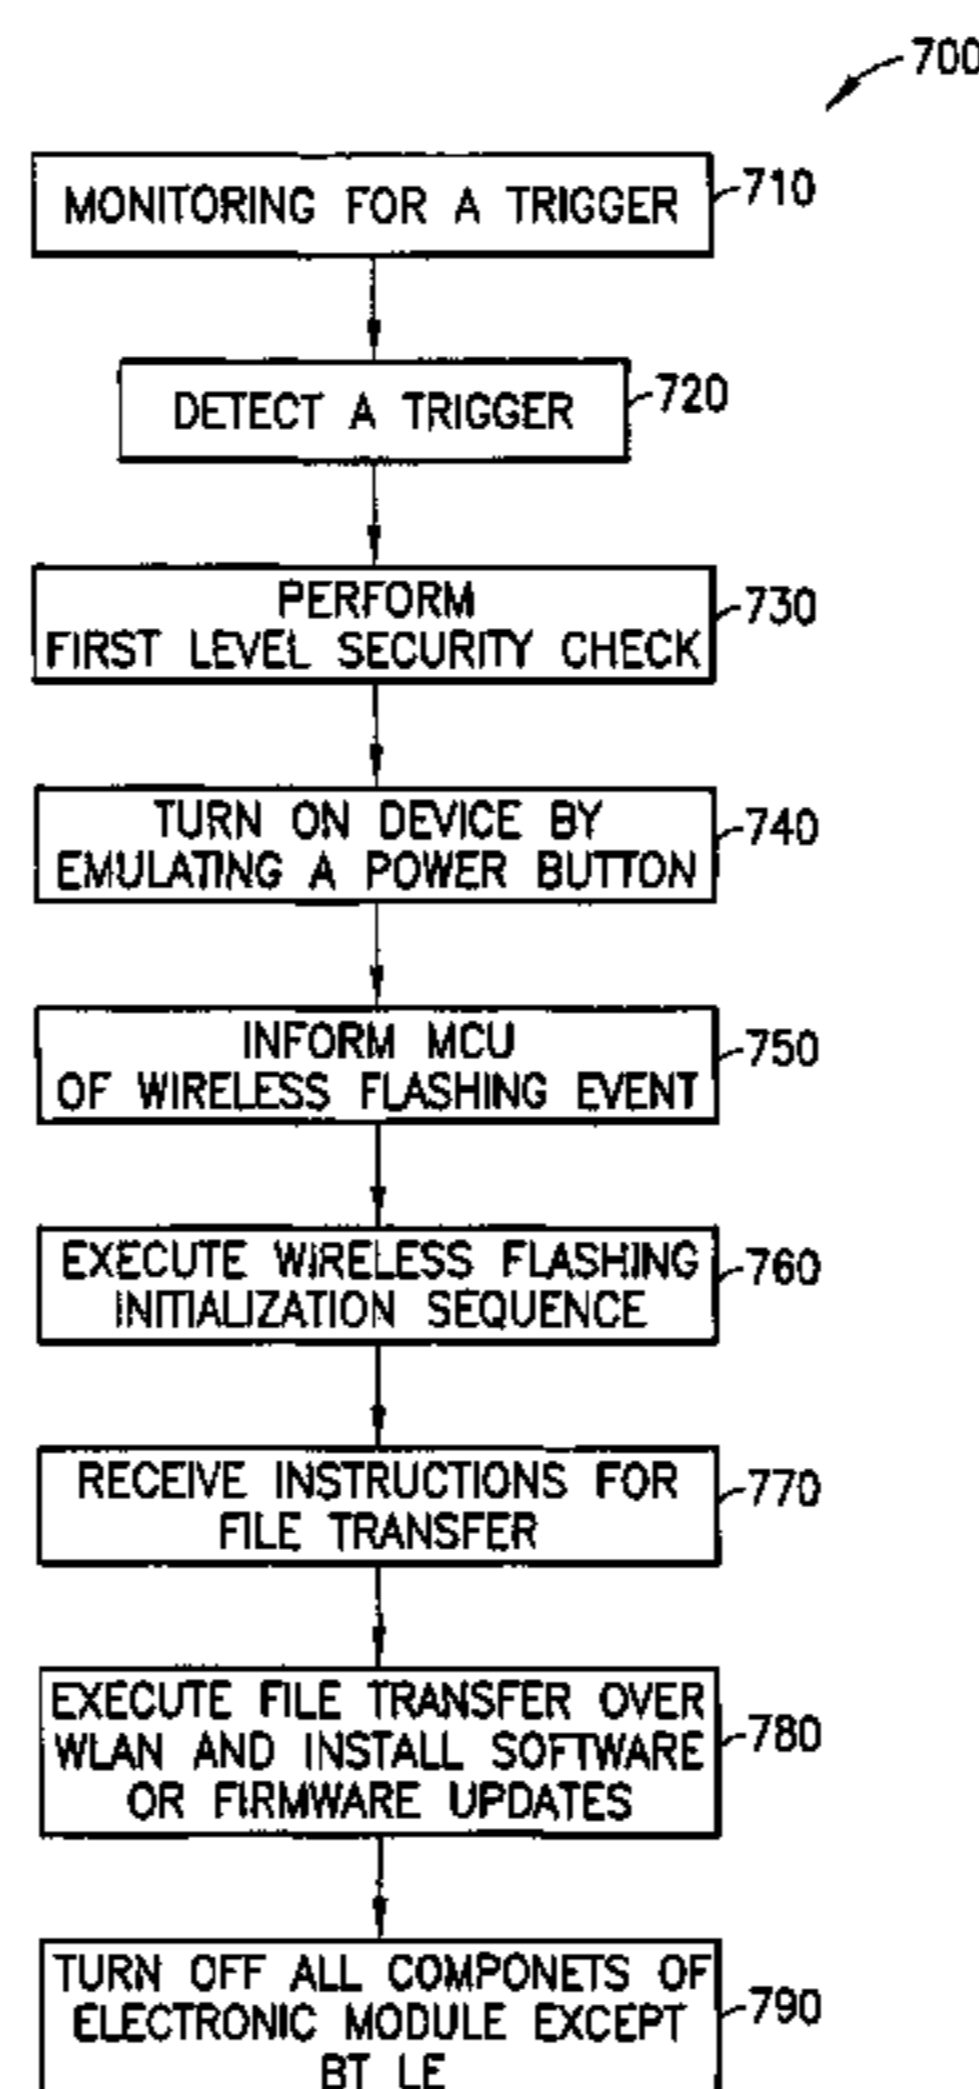 700
MONITORING FOR A TRIGGER
710
DETECT A TRIGGER
720
PERFORM
FIRST LEVEL SECURITY CHECK
730
TURN ON DEVICE BY
EMULATING A POWER BUTTON
740
INFORM MCU
OF WIRELESS FLASHING EVENT
750
EXECUTE WIRELESS FLASHING
INITIALIZATION SEQUENCE
760
RECEIVE INSTRUCTIONS FOR
FILE TRANSFER
770
EXECUTE FILE TRANSFER OVER
WLAN AND INSTALL SOFTWARE
OR FIRMWARE UPDATES
780
TURN OFF ALL COMPONETS OF
ELECTRONIC MODULE EXCEPT
BT LE
790